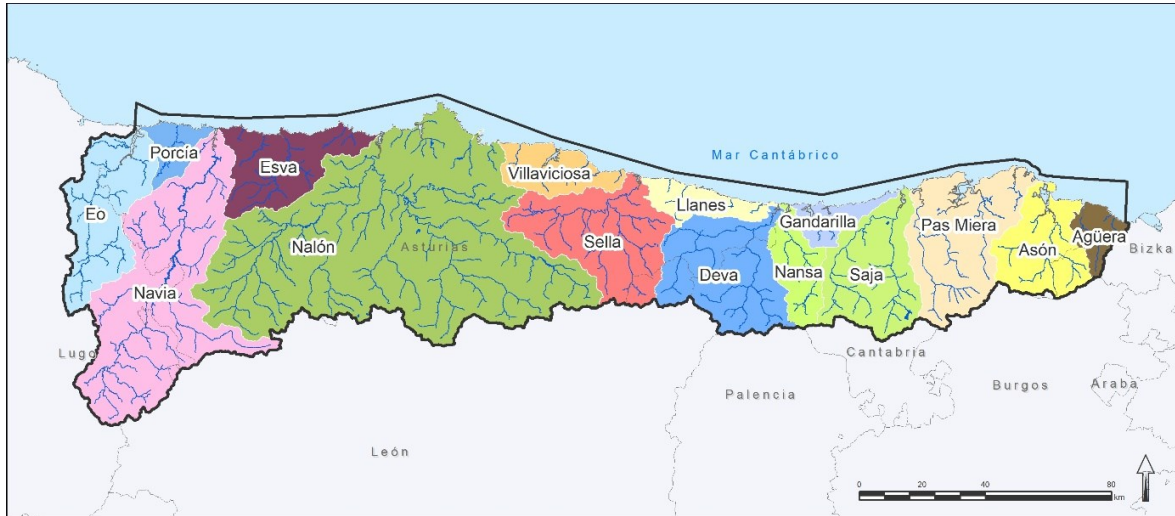 Mar Cantábrico
Porcía
Esva
Villaviciosa
Eo
Llanes
Gandarilla
Pas Miera
Agüera
Nalón
Asturias
Sella
Asón
Bizka
Deva
Nansa
Saja
Navia
Lugo
Cantabria
Palencia
Burgos
Araba
León
0 20 40 80
km